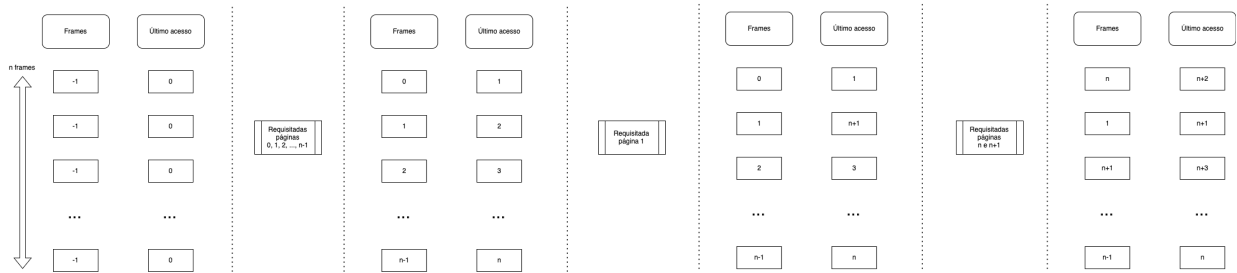 Frames Último acesso
n frames
-1 0
-1 0
-1 0
... ...
-1 0
Requisitadas
páginas
0, 1, 2, ..., n-1
Frames Último acesso
0 1
1 2
2 3
... ...
n-1 n
Requisitada
página 1
Frames Último acesso
0 1
1 n+1
2 3
... ...
n-1 n
Requisitadas
páginas
n e n+1
Frames Último acesso
n n+2
1 n+1
n+1 n+3
... ...
n-1 n